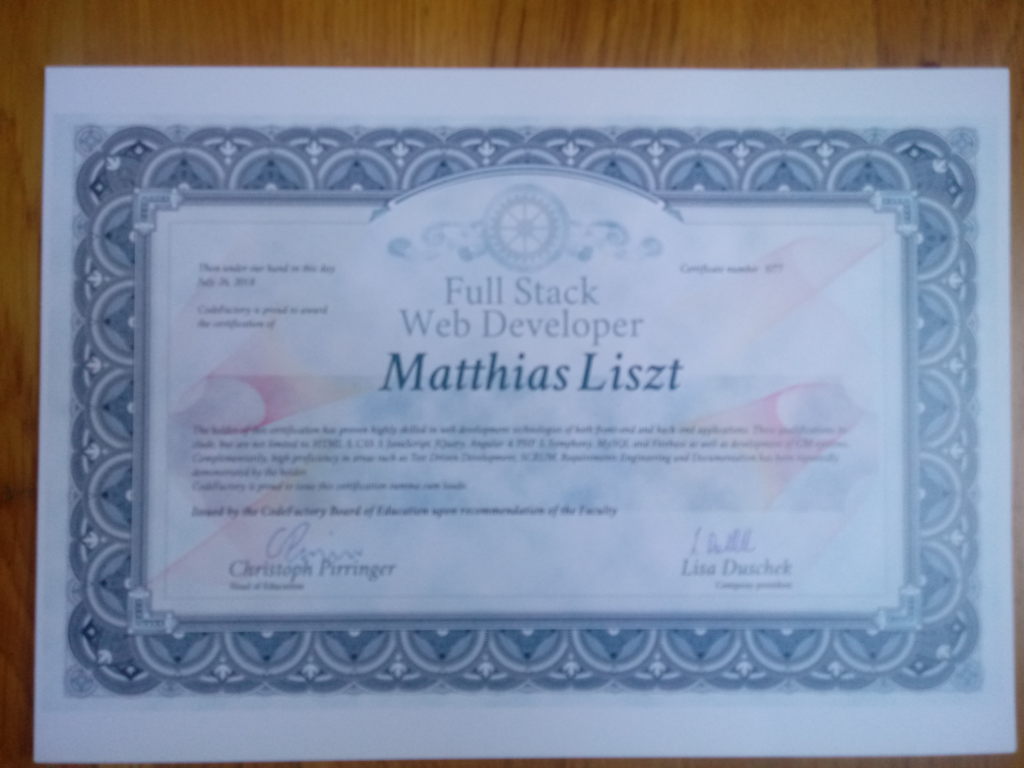 Then under our hand in this day
July 26, 2018
Certificate number 377
CodeFactory is proud to award
the certification of
Full Stack
Web Developer
Matthias Liszt
The holder of this certification has proven highly skilled in web development technologies of both front-end and back-end applications. These qualifications in-
clude, but are not limited to HTML 5, CSS 3, JavaScript, JQuery, Angular 4, PHP 7, Symphony, MySQL and Firebase as well as development of CM-systems.
Complementarily, high proficiency in areas such as Test Driven Development, SCRUM, Requirements Engineering and Documentation has been repeatedly
demonstrated by the holder.
CodeFactory is proud to issue this certification summa cum laude.
Issued by the CodeFactory Board of Education upon recommendation of the Faculty
Christoph Pirringer
Lisa Duschek
Head of Education
Company president